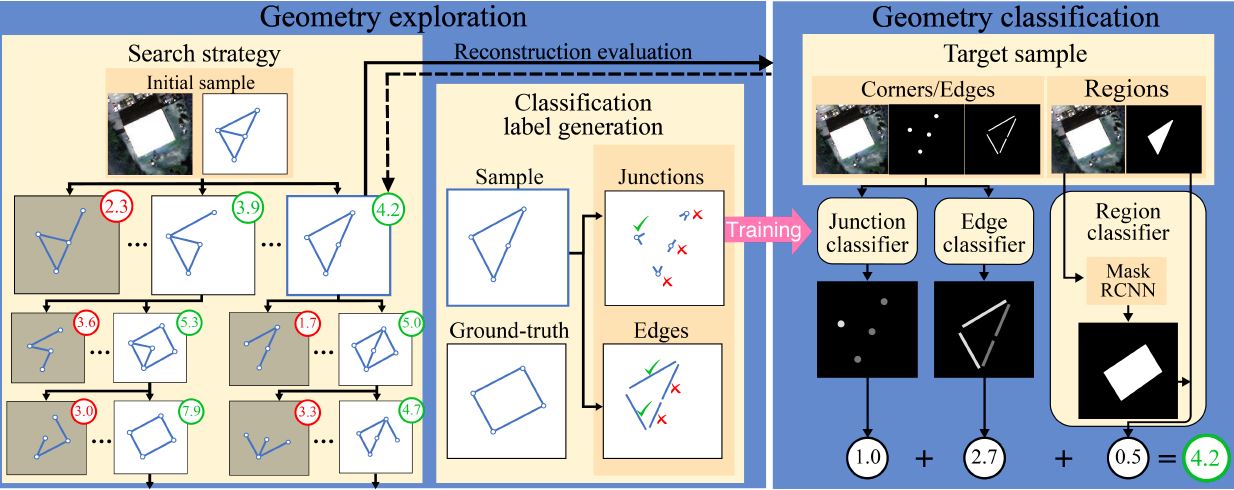 Geometry exploration
Geometry classification
Search strategy
Initial sample
2.3
...
3.9
...
4.2
3.6
...
5.3
1.7
...
5.0
3.0
...
7.9
3.3
...
4.7
Reconstruction evaluation
Classification
label generation
Sample
Junctions
Ground-truth
Edges
Training
Target sample
Corners/Edges
Regions
Junction
classifier
Edge
classifier
Region
classifier
Mask
RCNN
1.0 + 2.7 + 0.5 = 4.2